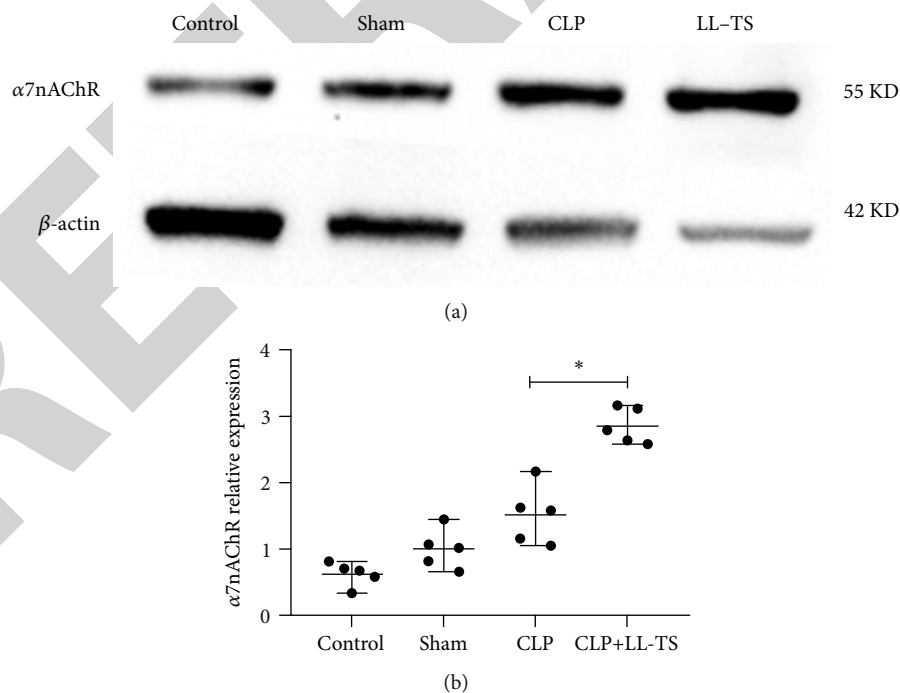 Control Sham CLP LL–TS
α7nAChR 55 KD
β-actin 42 KD
(a)
4
3
2
1
0
α7nAChR relative expression
*
Control Sham CLP CLP+LL-TS
(b)